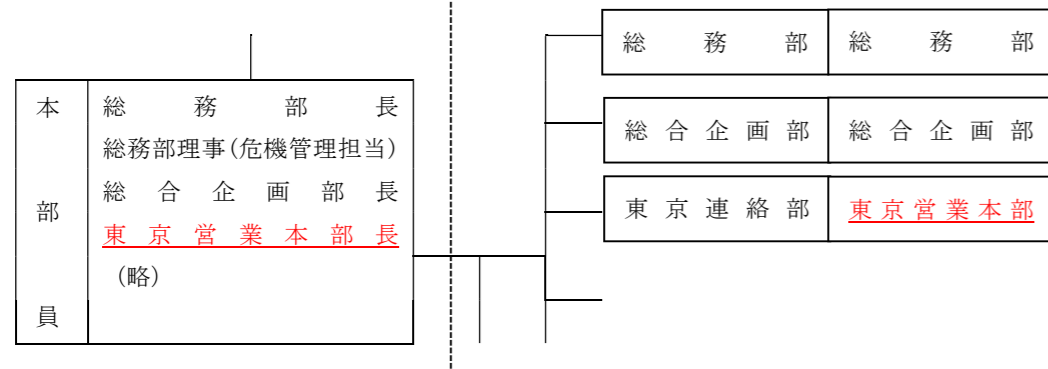 本部員
総務部長
総務部理事(危機管理担当)
総合企画部長
東京営業本部長
(略)
総務部 総務部
総合企画部 総合企画部
東京連絡部 東京営業本部